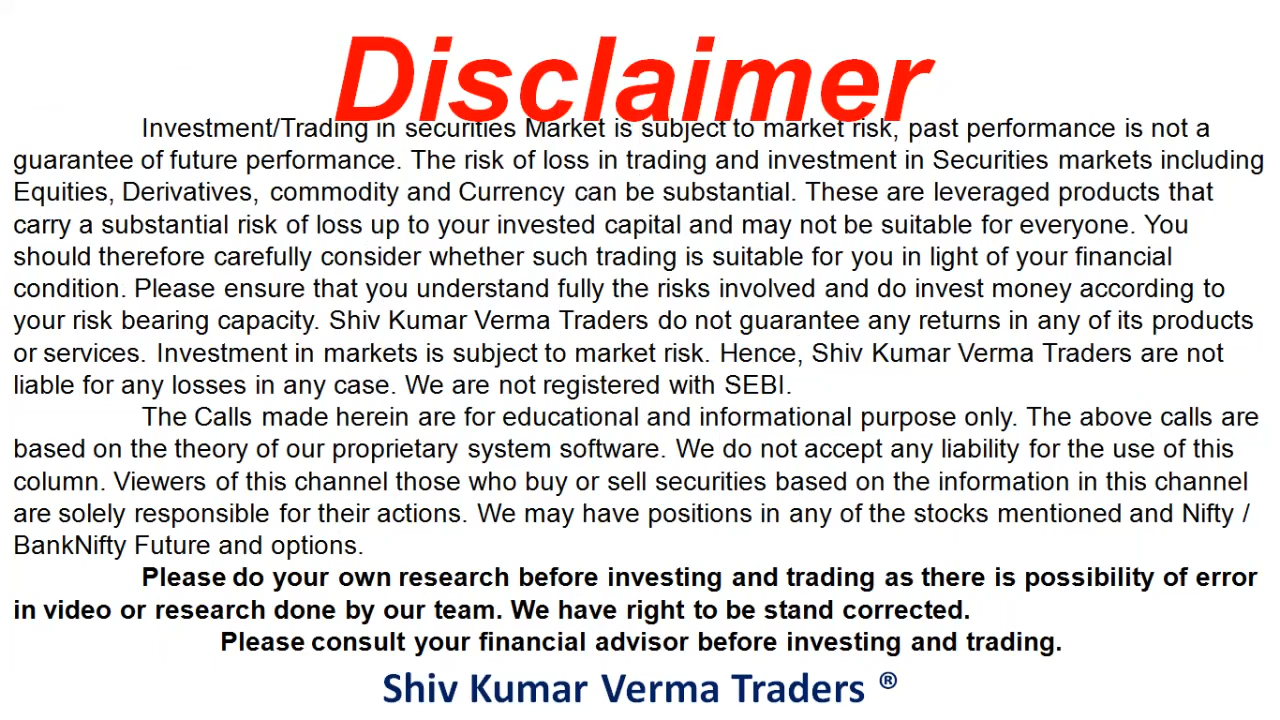 Disclaimer
Investment/Trading in securities Market is subject to market risk, past performance is not a
guarantee of future performance. The risk of loss in trading and investment in Securities markets including
Equities, Derivatives, commodity and Currency can be substantial. These are leveraged products that
carry a substantial risk of loss up to your invested capital and may not be suitable for everyone. You
should therefore carefully consider whether such trading is suitable for you in light of your financial
condition. Please ensure that you understand fully the risks involved and do invest money according to
your risk bearing capacity. Shiv Kumar Verma Traders do not guarantee any returns in any of its products
or services. Investment in markets is subject to market risk. Hence, Shiv Kumar Verma Traders are not
liable for any losses in any case. We are not registered with SEBI.
The Calls made herein are for educational and informational purpose only. The above calls are
based on the theory of our proprietary system software. We do not accept any liability for the use of this
column. Viewers of this channel those who buy or sell securities based on the information in this channel
are solely responsible for their actions. We may have positions in any of the stocks mentioned and Nifty /
BankNifty Future and options.
Please do your own research before investing and trading as there is possibility of error
in video or research done by our team. We have right to be stand corrected.
Please consult your financial advisor before investing and trading.
Shiv Kumar Verma Traders ®